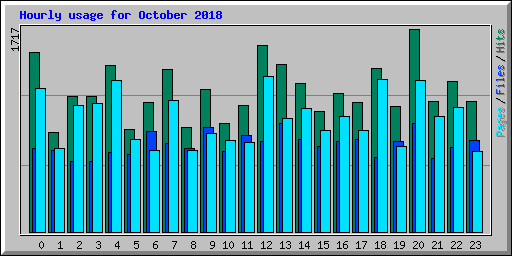 Hourly usage for October 2018
1717
Pages/Files/Hits
0 1 2 3 4 5 6 7 8 9 10 11 12 13 14 15 16 17 18 19 20 21 22 23